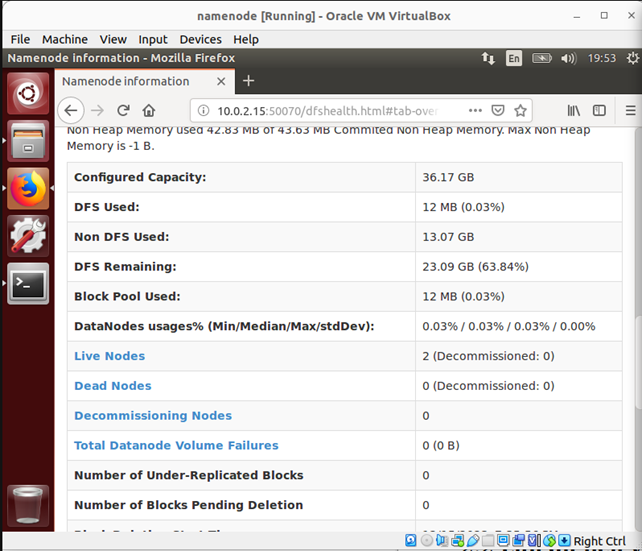 namenode [Running] - Oracle VM VirtualBox
File Machine View Input Devices Help
Namenode information - Mozilla Firefox
En
19:53
Namenode information
10.0.2.15:50070/dfshealth.html#tab-over
Non Heap Memory used 42.83 MB of 43.63 MB Commited Non Heap Memory. Max Non Heap
Memory is -1 B.
Configured Capacity: 36.17 GB
DFS Used: 12 MB (0.03%)
Non DFS Used: 13.07 GB
DFS Remaining: 23.09 GB (63.84%)
Block Pool Used: 12 MB (0.03%)
DataNodes usages% (Min/Median/Max/stdDev): 0.03% / 0.03% / 0.03% / 0.00%
Live Nodes 2 (Decommissioned: 0)
Dead Nodes 0 (Decommissioned: 0)
Decommissioning Nodes 0
Total Datanode Volume Failures 0 (0 B)
Number of Under-Replicated Blocks 0
Number of Blocks Pending Deletion 0
Right Ctrl